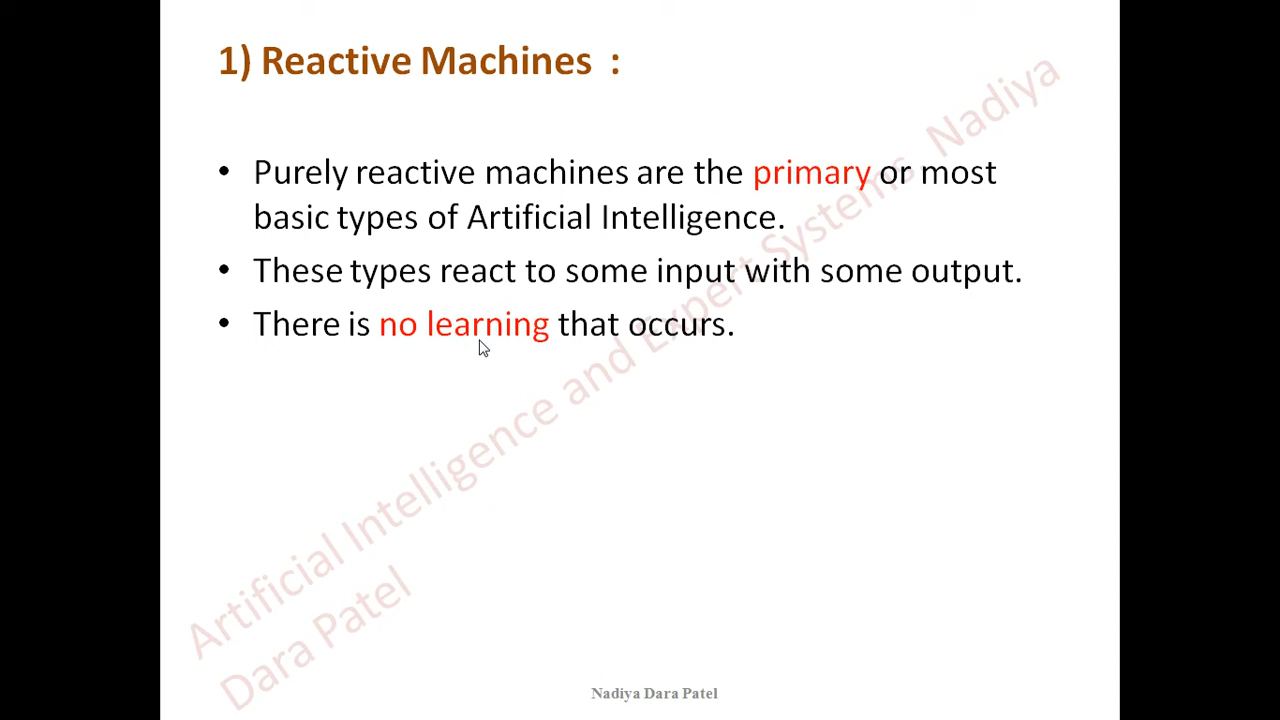 1) Reactive Machines :
• Purely reactive machines are the primary or most
basic types of Artificial Intelligence.
• These types react to some input with some output.
• There is no learning that occurs.
Artificial Intelligence and Expert Systems Nadiya
Dara Patel
Nadiya Dara Patel